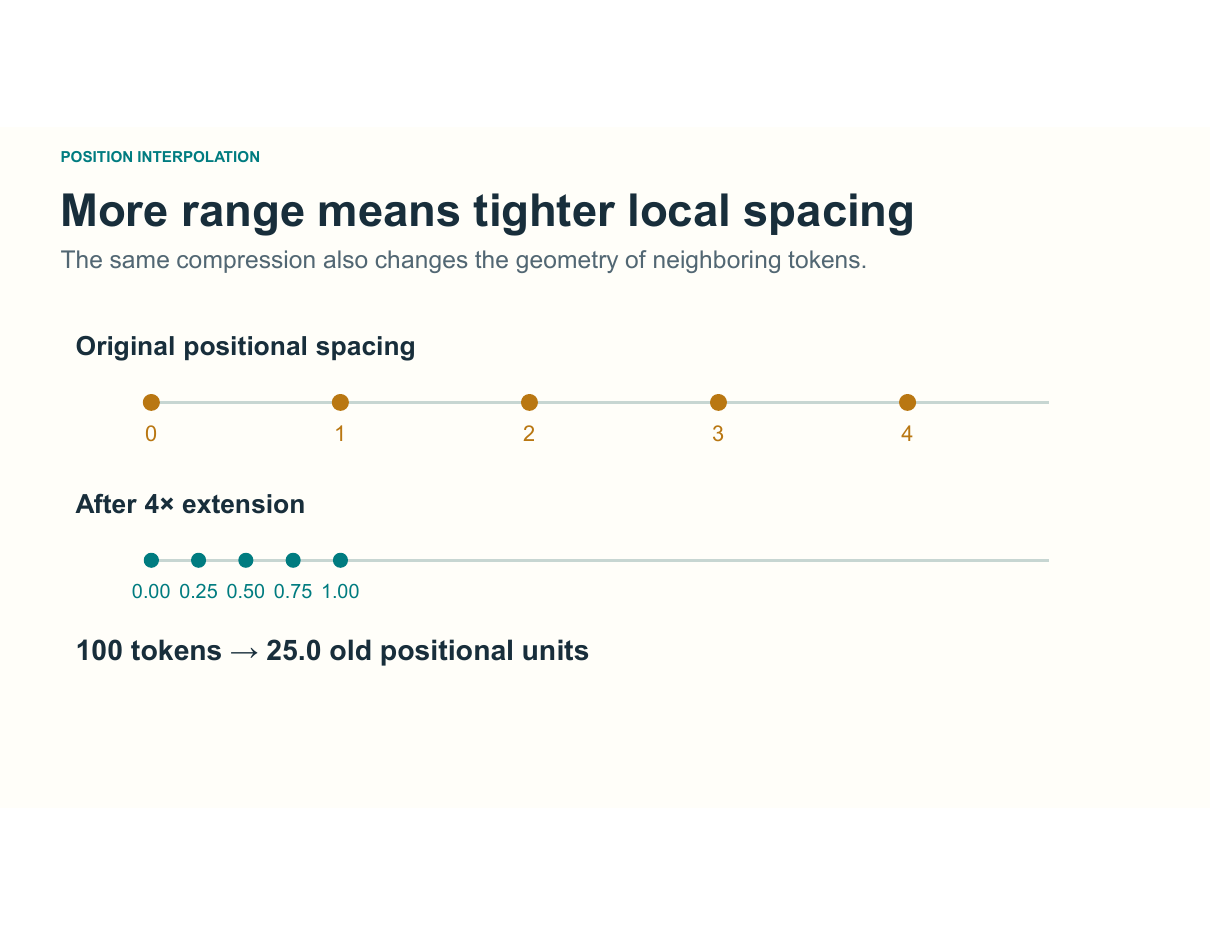 POSITION INTERPOLATION
More range means tighter local spacing
The same compression also changes the geometry of neighboring tokens.
Original positional spacing
0 1 2 3 4
After 4× extension
0.00 0.25 0.50 0.75 1.00
100 tokens → 25.0 old positional units